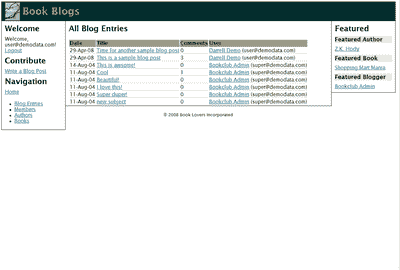 Book Blogs
Welcome
Welcome,
user@demodata.com!
Logout
Contribute
Write a Blog Post
Navigation
Home
Blog Entries
Members
Authors
Books
All Blog Entries
Date Title Comments User
29-Apr-08 Time for another sample blog post 0 Darrell Demo (user@demodata.com)
29-Apr-08 This is a sample blog post 3 Darrell Demo (user@demodata.com)
14-Aug-04 This is awesome! 0 Bookclub Admin (super@demodata.com)
11-Aug-04 Cool 1 Bookclub Admin (super@demodata.com)
11-Aug-04 Beautiful! 0 Bookclub Admin (super@demodata.com)
11-Aug-04 I love this! 0 Bookclub Admin (super@demodata.com)
11-Aug-04 Super duper! 0 Bookclub Admin (super@demodata.com)
11-Aug-04 new subject 0 Bookclub Admin (super@demodata.com)
© 2008 Book Lovers Incorporated
Featured
Featured Author
Z.K.
Featured Book
Shopping Mall Mania
Featured Blogger
Bookclub Admin